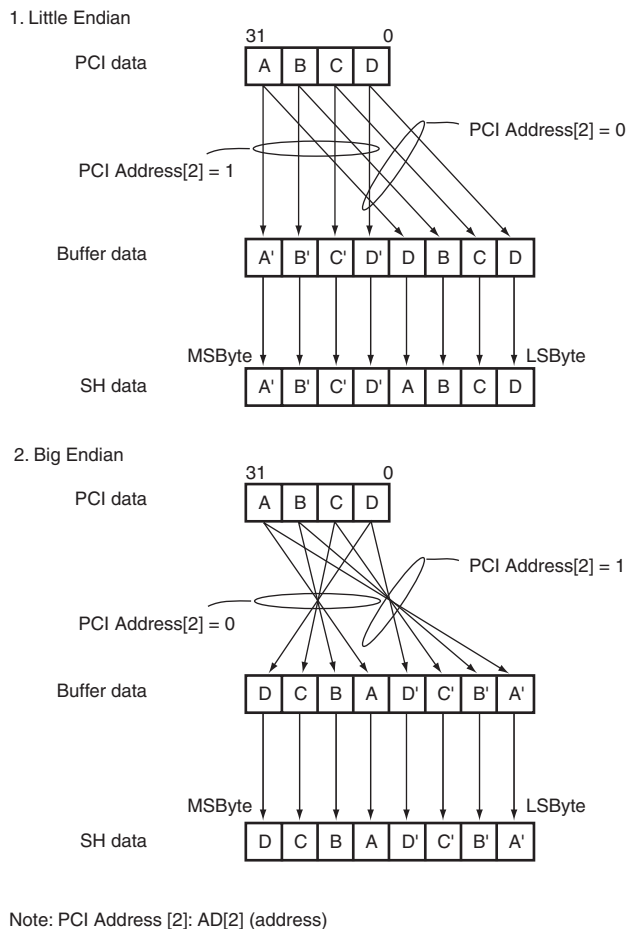 1. Little Endian
31 0
PCI data A B C D
PCI Address[2] = 0
PCI Address[2] = 1
Buffer data A' B' C' D' D B C D
MSByte LSByte
SH data A' B' C' D' A B C D
2. Big Endian
31 0
PCI data A B C D
PCI Address[2] = 1
PCI Address[2] = 0
Buffer data D C B A D' C' B' A'
MSByte LSByte
SH data D C B A D' C' B' A'
Note: PCI Address [2]: AD[2] (address)